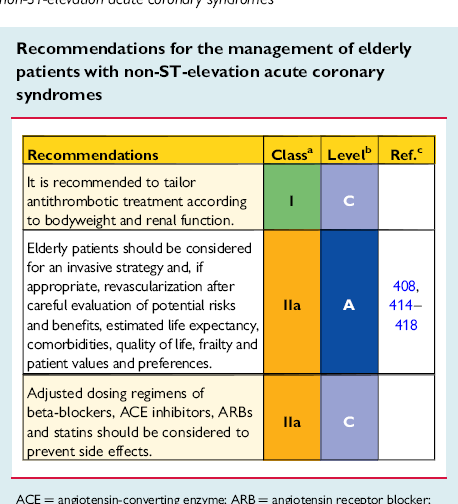 non-ST-elevation acute coronary syndromes
Recommendations for the management of elderly
patients with non-ST-elevation acute coronary
syndromes
Recommendations Classᵃ Levelᵇ Ref.ᶜ
It is recommended to tailor
antithrombotic treatment according
to bodyweight and renal function.
I C
Elderly patients should be considered
for an invasive strategy and, if
appropriate, revascularization after
careful evaluation of potential risks
and benefits, estimated life expectancy,
comorbidities, quality of life, frailty and
patient values and preferences.
IIa A
408,
414–
418
Adjusted dosing regimens of
beta-blockers, ACE inhibitors, ARBs
and statins should be considered to
prevent side effects.
IIa C
ACE = angiotensin-converting enzyme; ARB = angiotensin receptor blocker;